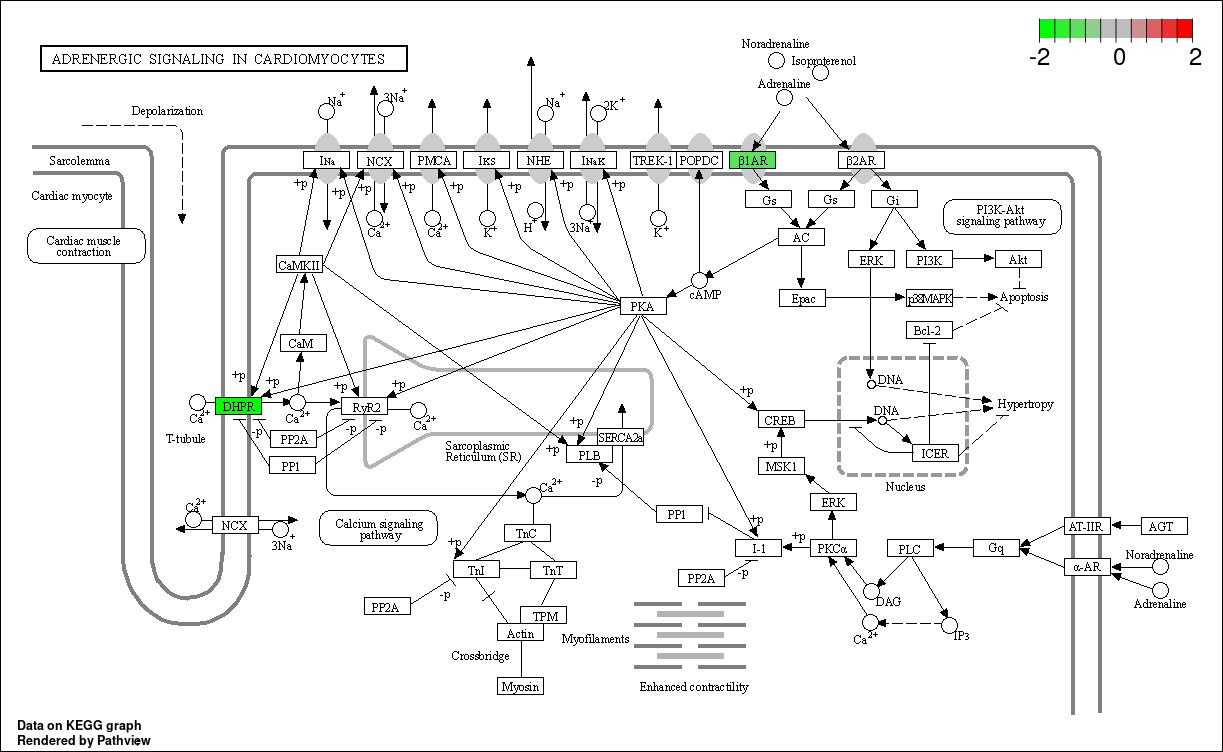 -2 0 2
ADRENERGIC SIGNALING IN CARDIOMYOCYTES
Noradrenaline
Isoproterenol
Adrenaline
Depolarization
Na+
3Na+
Na+
2K+
Sarcolemma
INa
NCX
PMCA
IKS
NHE
INaK
TREK-1
POPDC
β1AR
β2AR
+p
+p
+p
+p
+p
+p
+p
Cardiac myocyte
Gs
Gs
Gi
PI3K-Akt
signaling pathway
Ca2+
Ca2+
K+
H+
3Na+
K+
AC
Cardiac muscle
contraction
CaMKII
ERK
PI3K
Akt
cAMP
Epac
p38MAPK
Apoptosis
PKA
Bcl-2
CaM
+p
+p
+p
+p
DNA
Ca2+
DHPR
Ca2+
RyR2
Ca2+
+p
CREB
DNA
Hypertropy
T-tubule
-p
PP2A
-p
-p
+p
SERCA2a
Sarcoplasmic
Reticulum (SR)
+p
PLB
+p
ICER
PP1
MSK1
-p
Nucleus
Ca2+
NCX
3Na+
Calcium signaling
pathway
Ca2+
PP1
ERK
+p
TnC
+p
I-1
+p
PKCα
PLC
Gq
AT-IIR
AGT
Noradrenaline
TnI
TnT
-p
PP2A
α-AR
-p
PP2A
DAG
Adrenaline
TPM
Actin
Myofilaments
Ca2+
IP3
Crossbridge
Myosin
Enhanced contractility
Data on KEGG graph
Rendered by Pathview